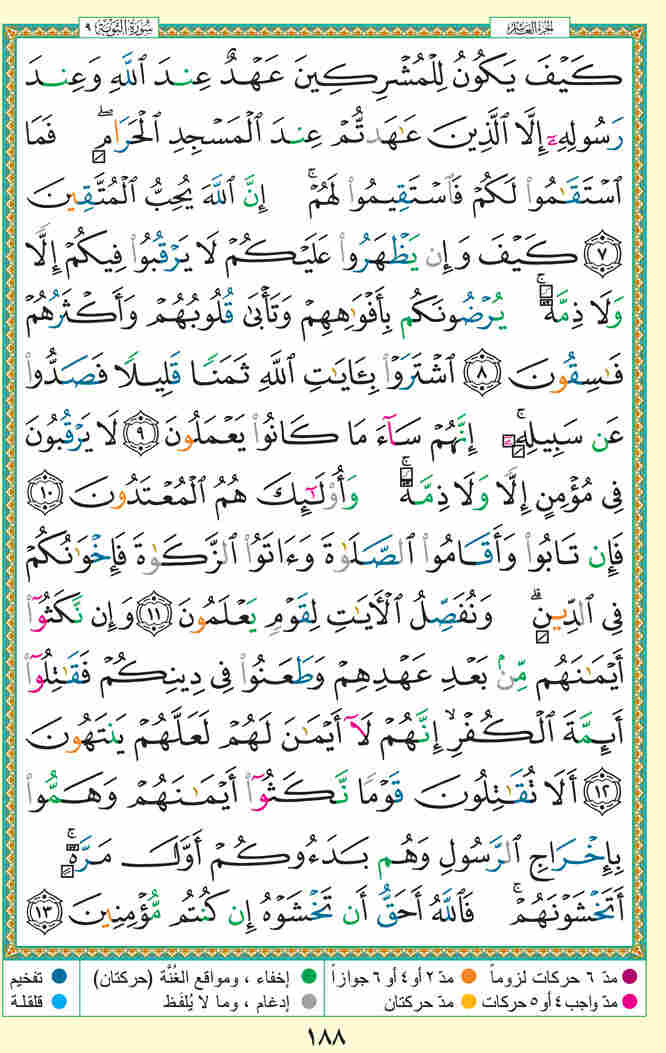 سُورَةُ التَّوۡبَةِ ٩
الجزء العاشر
كَيۡفَ يَكُونُ لِلۡمُشۡرِكِينَ عَهۡدٌ عِندَ ٱللَّهِ وَعِندَ
رَسُولِهِۦٓ إِلَّا ٱلَّذِينَ عَٰهَدتُّمۡ عِندَ ٱلۡمَسۡجِدِ ٱلۡحَرَامِۖ فَمَا
ٱسۡتَقَٰمُواْ لَكُمۡ فَٱسۡتَقِيمُواْ لَهُمۡۚ إِنَّ ٱللَّهَ يُحِبُّ ٱلۡمُتَّقِينَ
٧ كَيۡفَ وَإِن يَظۡهَرُواْ عَلَيۡكُمۡ لَا يَرۡقُبُواْ فِيكُمۡ إِلّٗا
وَلَا ذِمَّةٗۚ يُرۡضُونَكُم بِأَفۡوَٰهِهِمۡ وَتَأۡبَىٰ قُلُوبُهُمۡ وَأَكۡثَرُهُمۡ
فَٰسِقُونَ ٨ ٱشۡتَرَوۡاْ بِـَٔايَٰتِ ٱللَّهِ ثَمَنٗا قَلِيلٗا فَصَدُّواْ
عَن سَبِيلِهِۦٓۚ إِنَّهُمۡ سَآءَ مَا كَانُواْ يَعۡمَلُونَ ٩ لَا يَرۡقُبُونَ
فِي مُؤۡمِنٍ إِلّٗا وَلَا ذِمَّةٗۚ وَأُوْلَٰٓئِكَ هُمُ ٱلۡمُعۡتَدُونَ ١٠
فَإِن تَابُواْ وَأَقَامُواْ ٱلصَّلَوٰةَ وَءَاتَوُاْ ٱلزَّكَوٰةَ فَإِخۡوَٰنُكُمۡ
فِي ٱلدِّينِۗ وَنُفَصِّلُ ٱلۡأٓيَٰتِ لِقَوۡمٖ يَعۡلَمُونَ ١١ وَإِن نَّكَثُوٓاْ
أَيۡمَٰنَهُم مِّنۢ بَعۡدِ عَهۡدِهِمۡ وَطَعَنُواْ فِي دِينِكُمۡ فَقَٰتِلُوٓاْ
أَئِمَّةَ ٱلۡكُفۡرِۙ إِنَّهُمۡ لَآ أَيۡمَٰنَ لَهُمۡ لَعَلَّهُمۡ يَنتَهُونَ
١٢ أَلَا تُقَٰتِلُونَ قَوۡمٗا نَّكَثُوٓاْ أَيۡمَٰنَهُمۡ وَهَمُّواْ
بِإِخۡرَاجِ ٱلرَّسُولِ وَهُم بَدَءُوكُمۡ أَوَّلَ مَرَّةٍۚ
أَتَخۡشَوۡنَهُمۡۚ فَٱللَّهُ أَحَقُّ أَن تَخۡشَوۡهُ إِن كُنتُم مُّؤۡمِنِينَ ١٣
مدّ ٦ حركات لزوماً مدّ ٢ أو ٤ أو ٦ جوازاً إخفاء ، ومواقع الغُنَّة (حركتان) تفخيم
مدّ واجب ٤ أو ٥ حركات مدّ حركتان إدغام ، وما لا يُلفَظ قلقلة
١٨٨